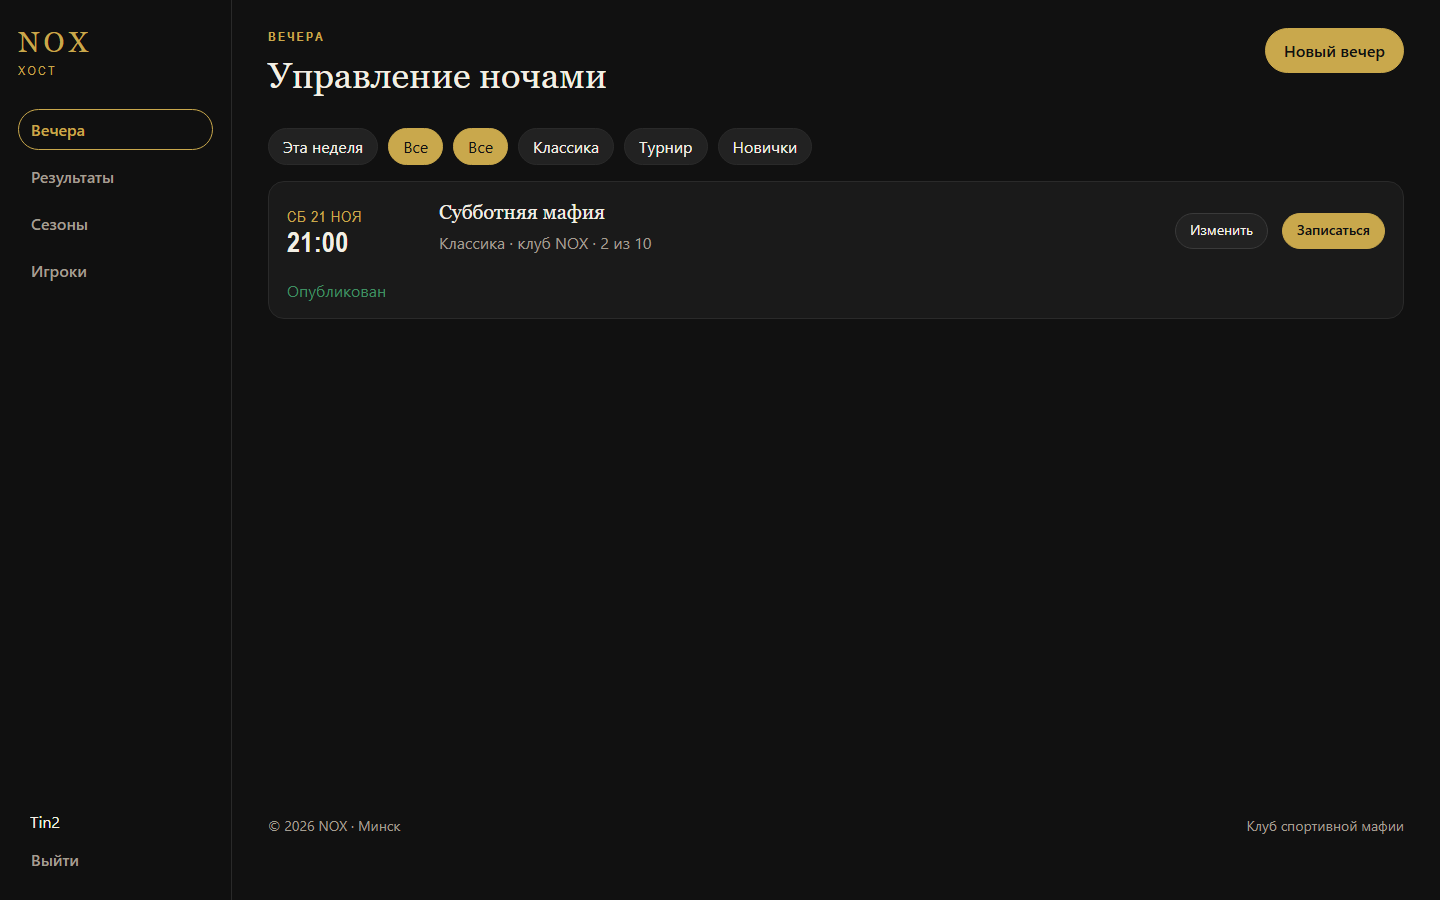 NOX
ХОСТ
Вечера
Результаты
Сезоны
Игроки
Tin2
Выйти
ВЕЧЕРА
Управление ночами
Новый вечер
Эта неделя
Все
Все
Классика
Турнир
Новички
СБ 21 НОЯ
21:00
Опубликован
Субботняя мафия
Классика · клуб NOX · 2 из 10
Изменить
Записаться
© 2026 NOX · Минск
Клуб спортивной мафии